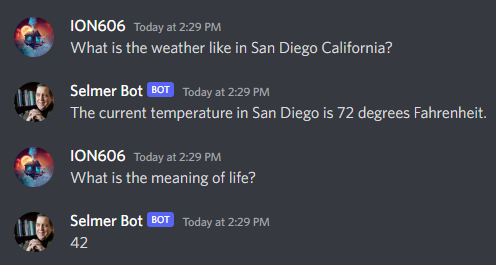 ION606 Today at 2:29 PM
What is the weather like in San Diego California?
Selmer Bot BOT Today at 2:29 PM
The current temperature in San Diego is 72 degrees Fahrenheit.
ION606 Today at 2:29 PM
What is the meaning of life?
Selmer Bot BOT Today at 2:29 PM
42